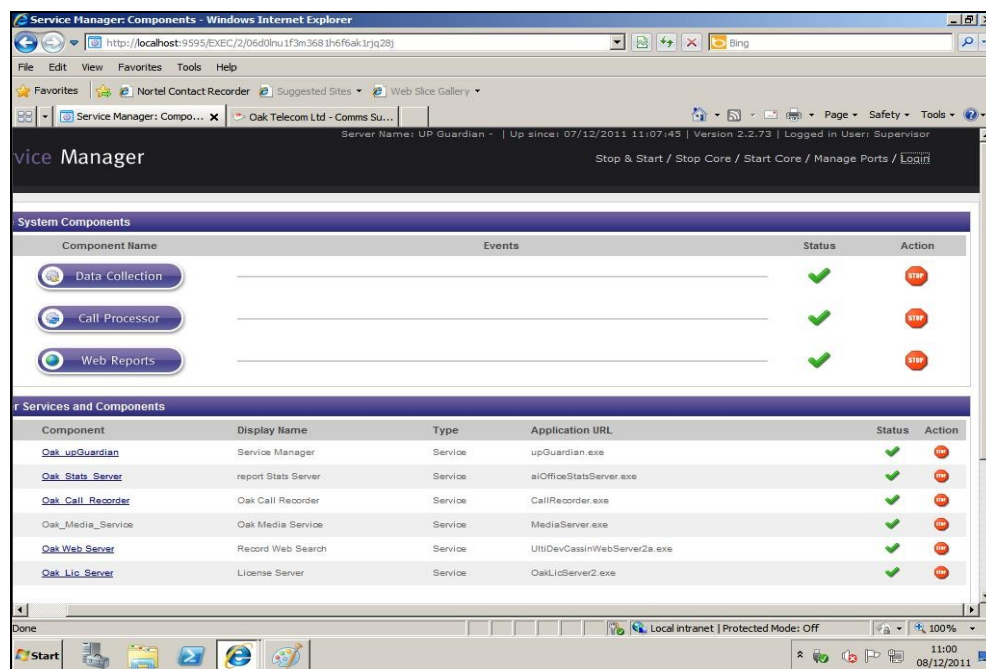 Service Manager: Components - Windows Internet Explorer
http://localhost:9595/EXEC/2/06d0lnu1f3m3681h6f6ak1rjq28j
Bing
File Edit View Favorites Tools Help
Favorites Nortel Contact Recorder Suggested Sites Web Slice Gallery
Service Manager: Compo... X Oak Telecom Ltd - Comms Su... Page Safety Tools
Server Name: UP Guardian - | Up since: 07/12/2011 11:07:45 | Version 2.2.73 | Logged in User: Supervisor
vice Manager
Stop & Start / Stop Core / Start Core / Manage Ports / Login
System Components
Component Name Events Status Action
Data Collection STOP
Call Processor STOP
Web Reports STOP
r Services and Components
Component Display Name Type Application URL Status Action
Oak_upGuardian Service Manager Service upGuardian.exe STOP
Oak_Stats_Server report Stats Server Service aiOfficeStatsServer.exe STOP
Oak_Call_Recorder Oak Call Recorder Service CallRecorder.exe STOP
Oak_Media_Service Oak Media Service Service MediaServer.exe STOP
Oak Web Server Record Web Search Service UltiDevCassinWebServer2a.exe STOP
Oak_Lic_Server License Server Service OakLicServer2.exe STOP
Done Local intranet | Protected Mode: Off 100%
Start 11:00
08/12/2011